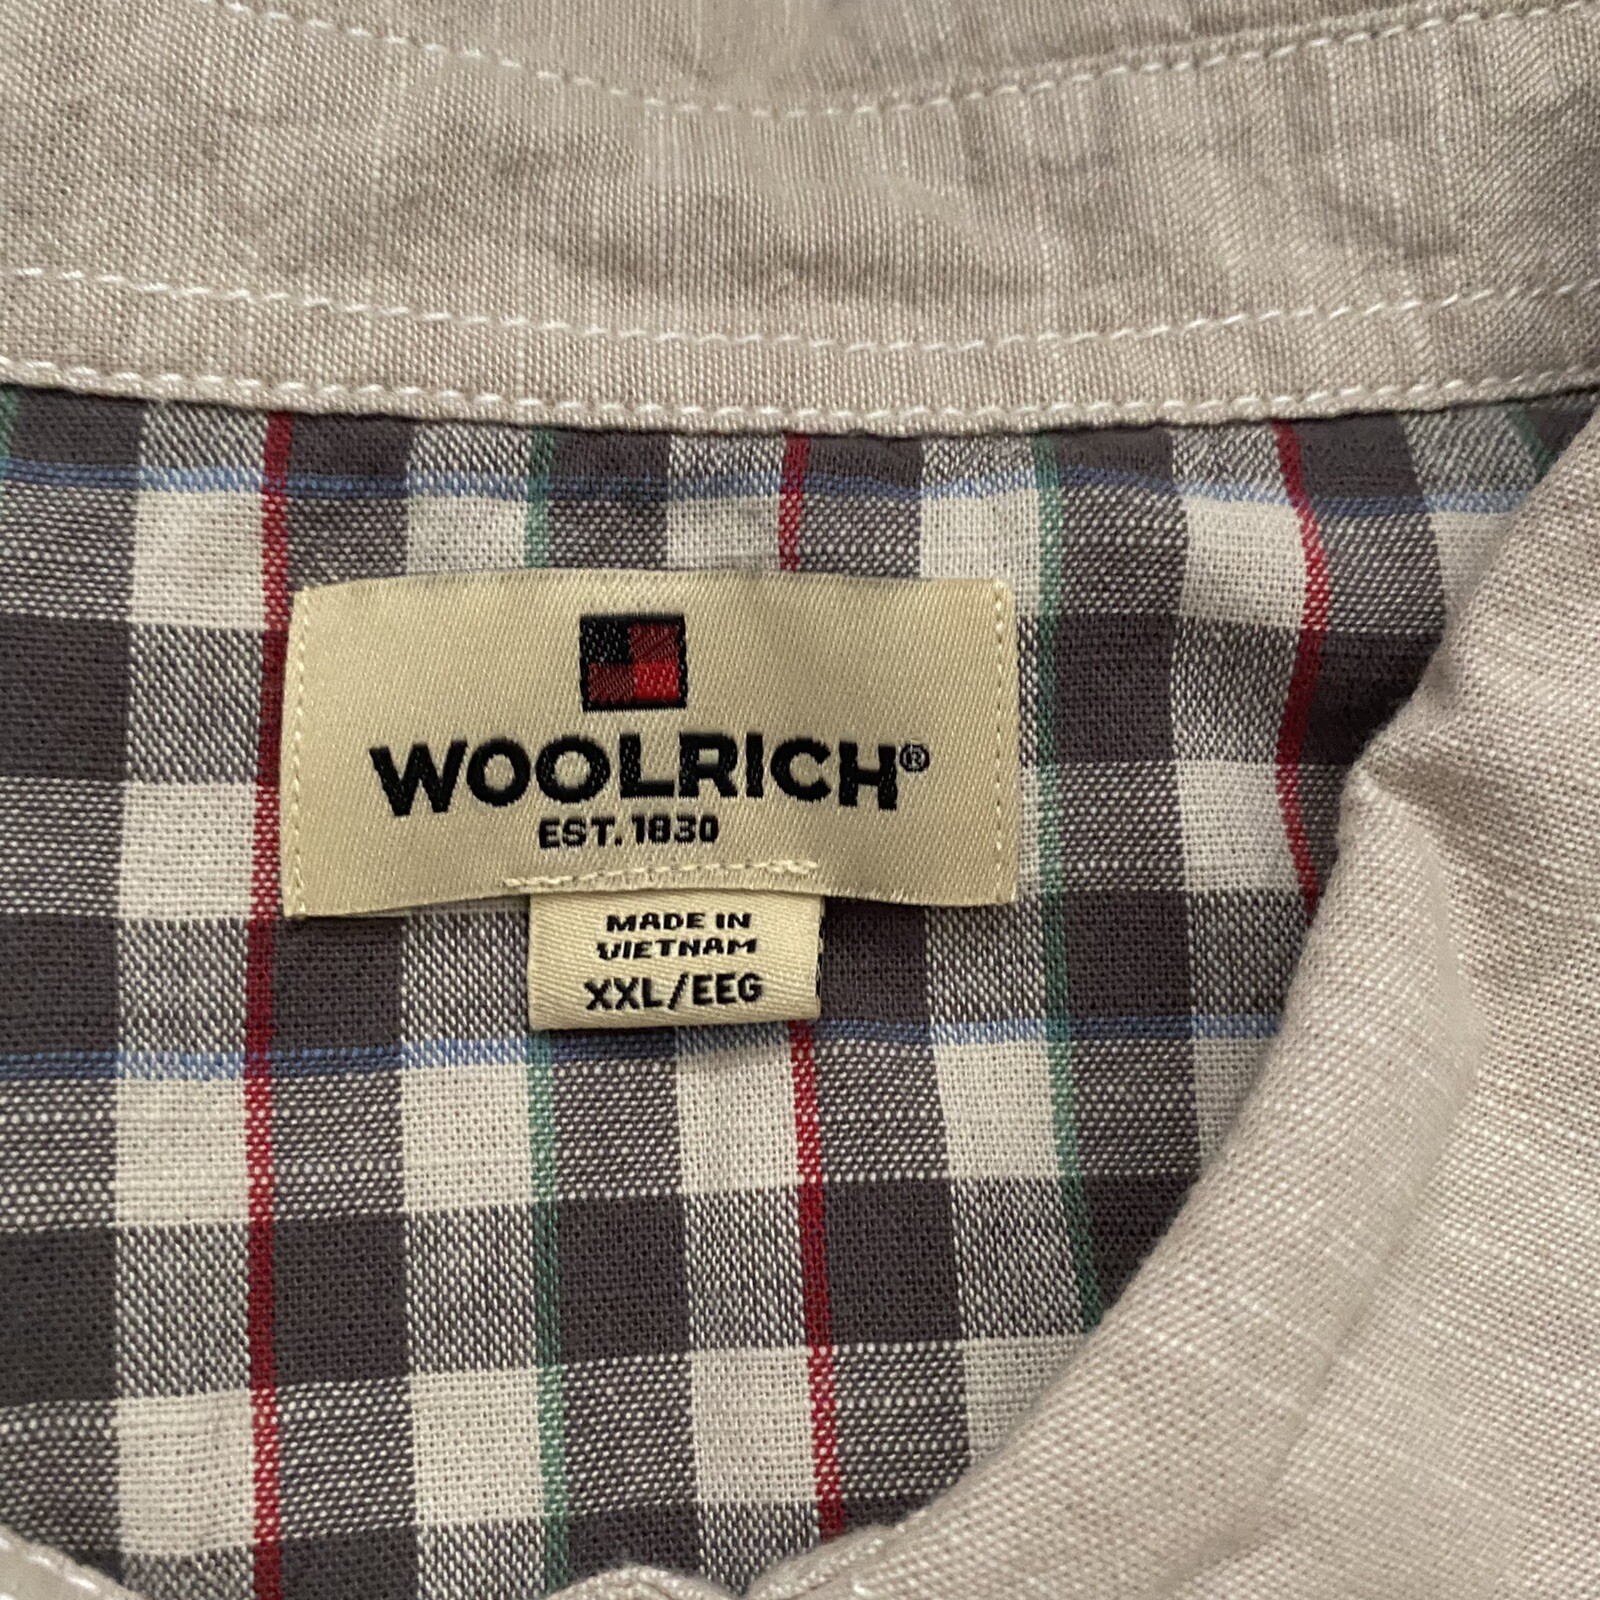 WOOLRICH®
EST. 1830
MADE IN
VIETNAM
XXL/EEG